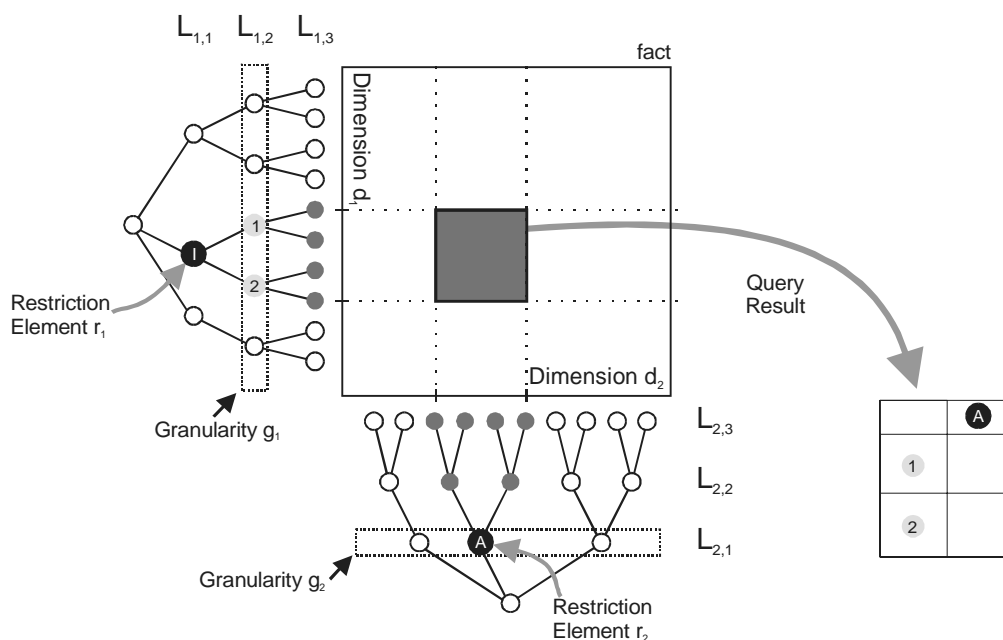 L1,1 L1,2 L1,3
fact
Dimension d1
1
I
2
Restriction
Element r1
Query
Result
Dimension d2
Granularity g1
L2,3
A
1
L2,2
2
A
L2,1
Granularity g2
Restriction
Element r2